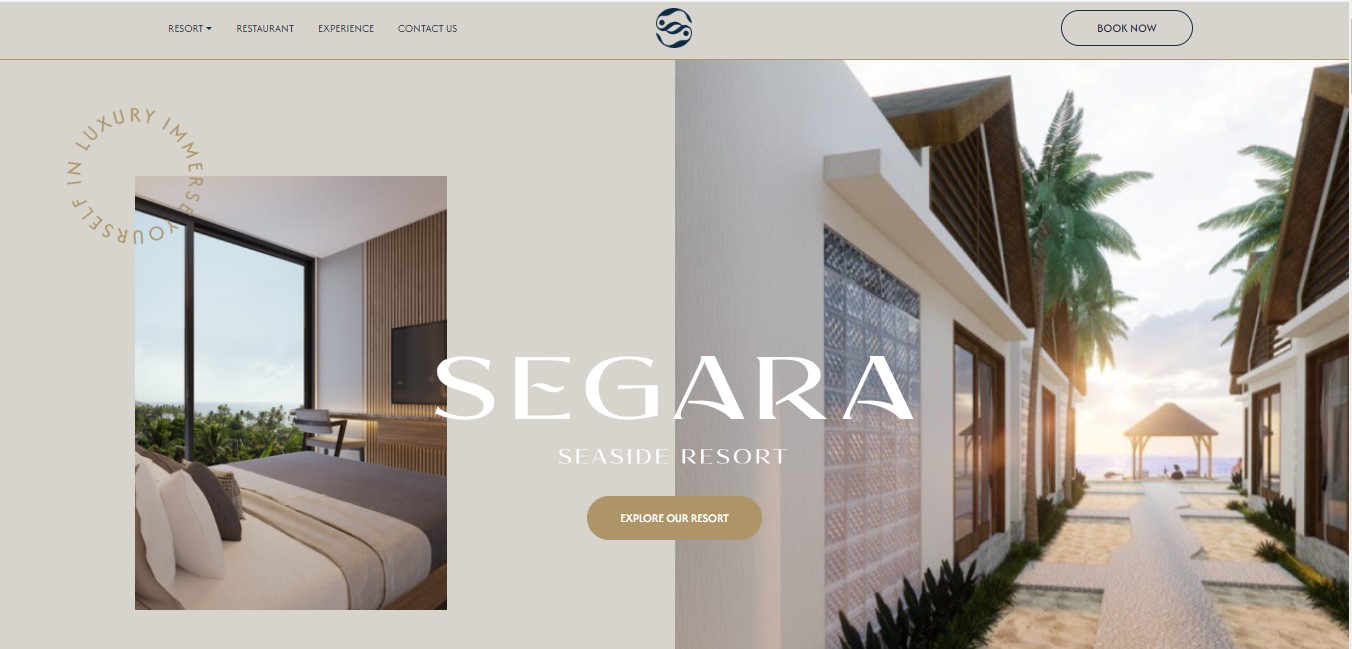 RESORT
RESTAURANT
EXPERIENCE
CONTACT US
BOOK NOW
IMMERSE YOURSELF IN LUXURY
SEGARA
SEASIDE RESORT
EXPLORE OUR RESORT